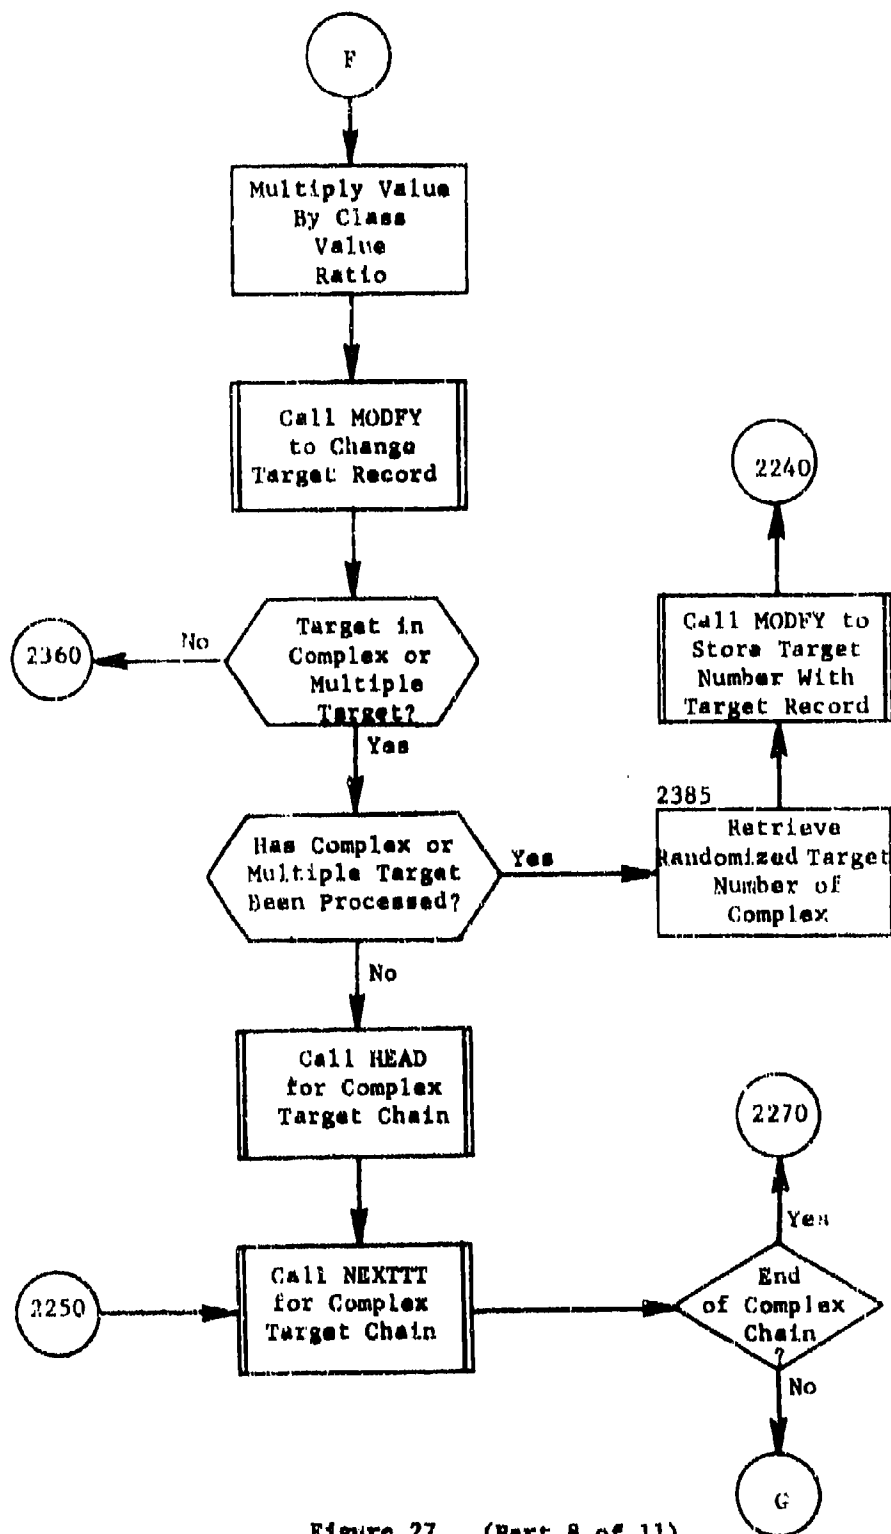 F
Multiply Value
By Class
Value
Ratio
Call MODFY
to Change
Target Record
2240
Target in
Complex or
Multiple
Target?
No
2360
Yes
Call MODFY to
Store Target
Number With
Target Record
2385
Retrieve
Randomized Target
Number of
Complex
Has Complex or
Multiple Target
Been Processed?
Yes
No
Call HEAD
for Complex
Target Chain
2270
Yes
2250
Call NEXTTT
for Complex
Target Chain
End
of Complex
Chain
?
No
G
Figure 27. (Part 8 of 11)